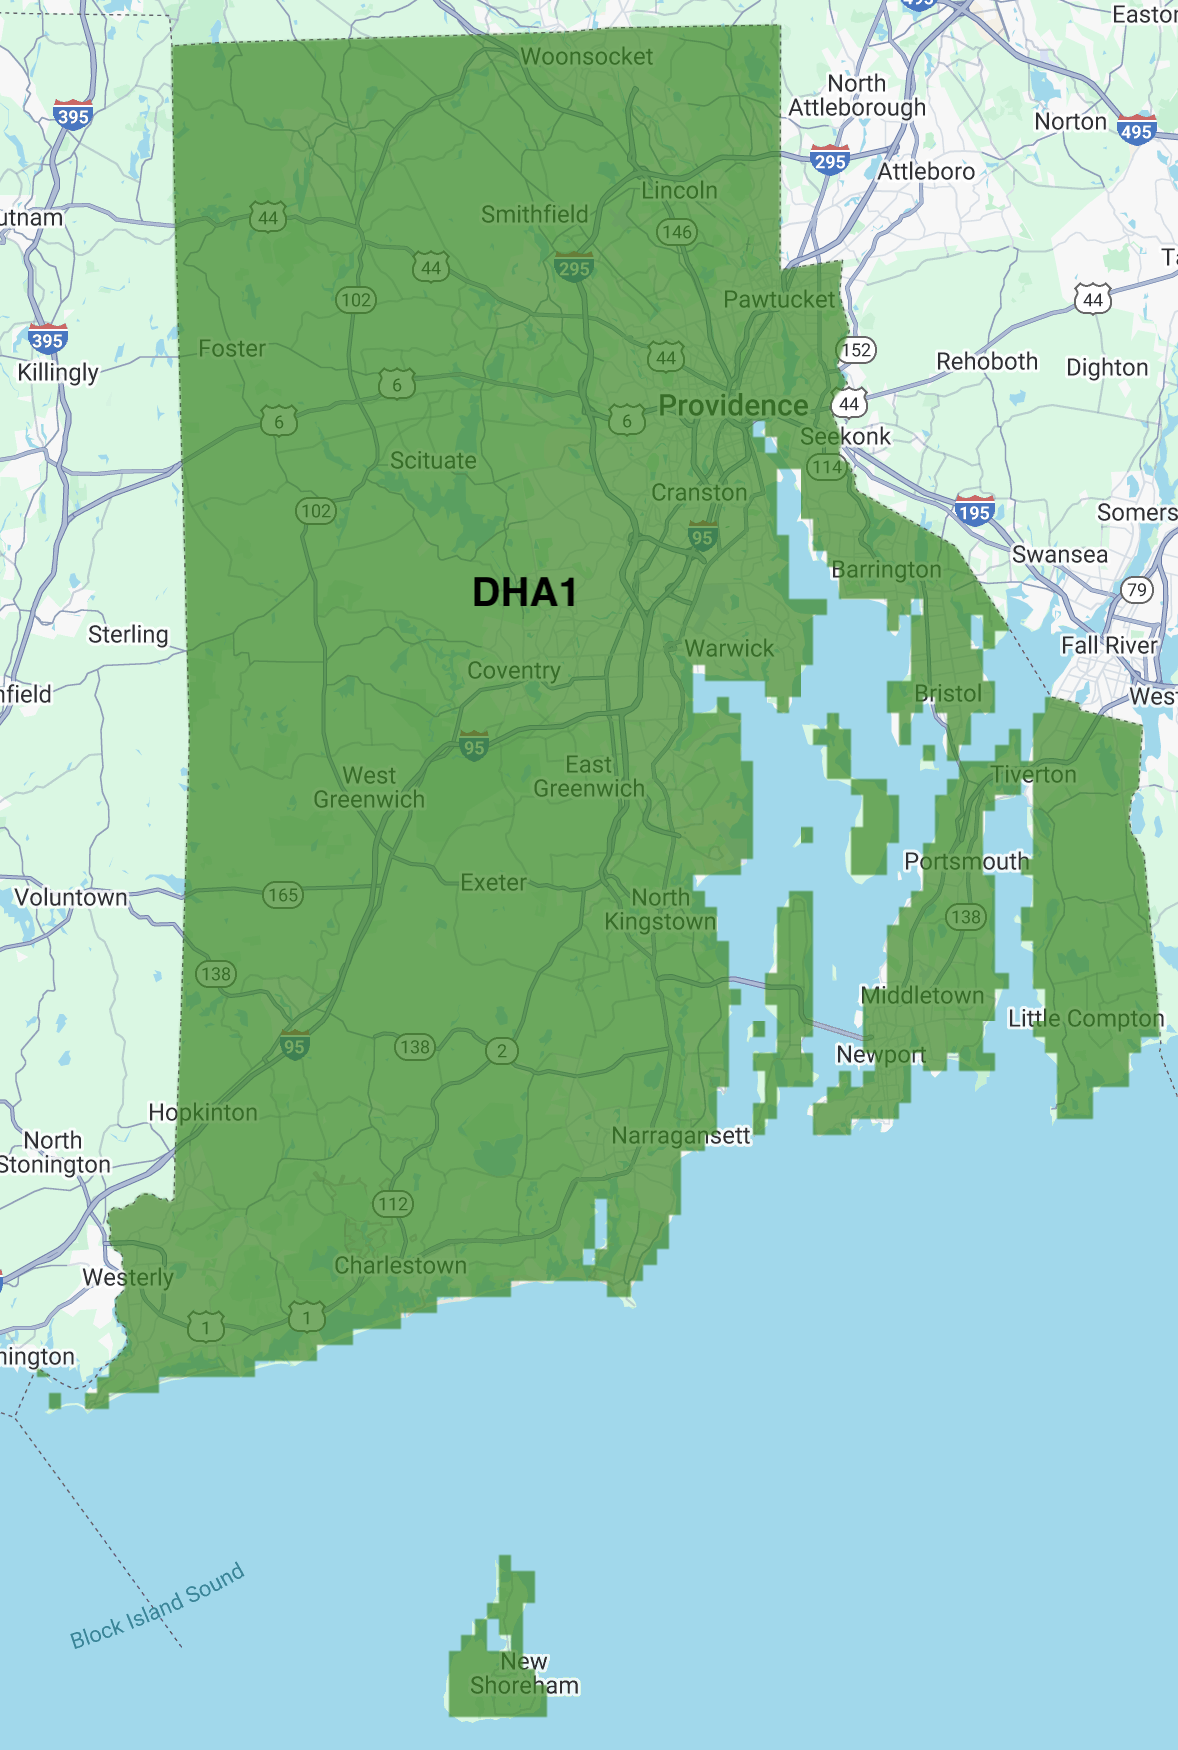 495
Easto
Woonsocket
North
Attleborough
395
Norton
495
295
Attleboro
Lincoln
utnam
44
Smithfield
146
44
295
102
Pawtucket
44
395
Foster
152
Killingly
44
Rehoboth
Dighton
6
44
Providence
6
6
Seekonk
Scituate
114
Cranston
102
195
Somers
95
Swansea
Barrington
DHA1
79
Sterling
Warwick
Fall River
Coventry
nfield
Bristol
West
95
West
Greenwich
East
Greenwich
Tiverton
Portsmouth
Exeter
Voluntown
165
North
Kingstown
138
138
Middletown
Little Compton
95
138
2
Newport
Hopkinton
North
Stonington
Narragansett
112
Westerly
Charlestown
1
1
nington
Block Island Sound
New
Shoreham